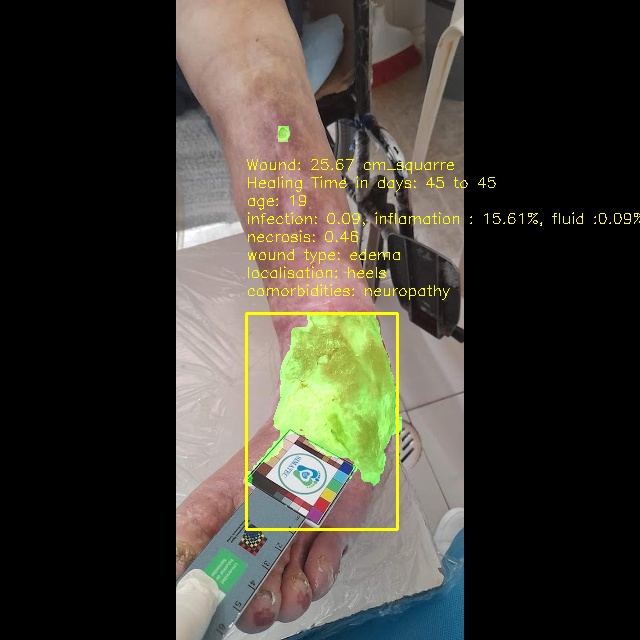 Wound: 25.67 cm_squarre
Healing Time in days: 45 to 45
age: 19
infection: 0.09, inflamation : 15.61%, fluid :0.09%
necrosis: 0.46
wound type: edema
localisation: heels
comorbidities: neuropathy